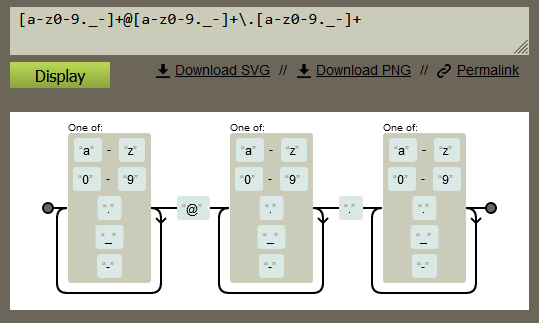 [a-z0-9._-]+@[a-z0-9._-]+\.[a-z0-9._-]+
Display Download SVG // Download PNG // Permalink
One of: One of: One of:
“a” - “z” “a” - “z” “a” - “z”
“0” - “9” “0” - “9” “0” - “9”
“.” “@” “.” “.” “.”
“_” “_” “_”
“-” “-” “-”